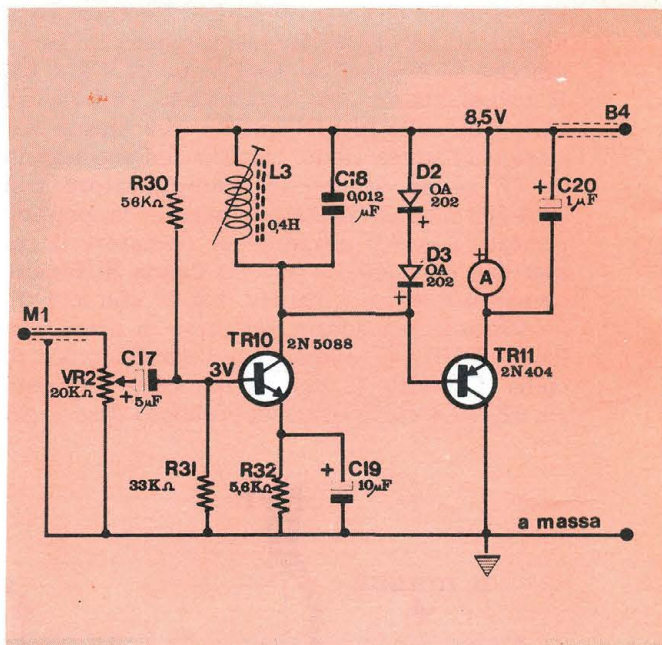 8,5V
B4
R30
56KΩ
L3
0,4H
C18
0,012
µF
D2
OA
202
+
D3
OA
202
+
+
C20
1µF
+
A
M1
VR2
20KΩ
C17
+ 5µF
3V
TR10
2N5088
TR11
2N404
R31
33KΩ
R32
5,6KΩ
+
C19
10µF
a massa